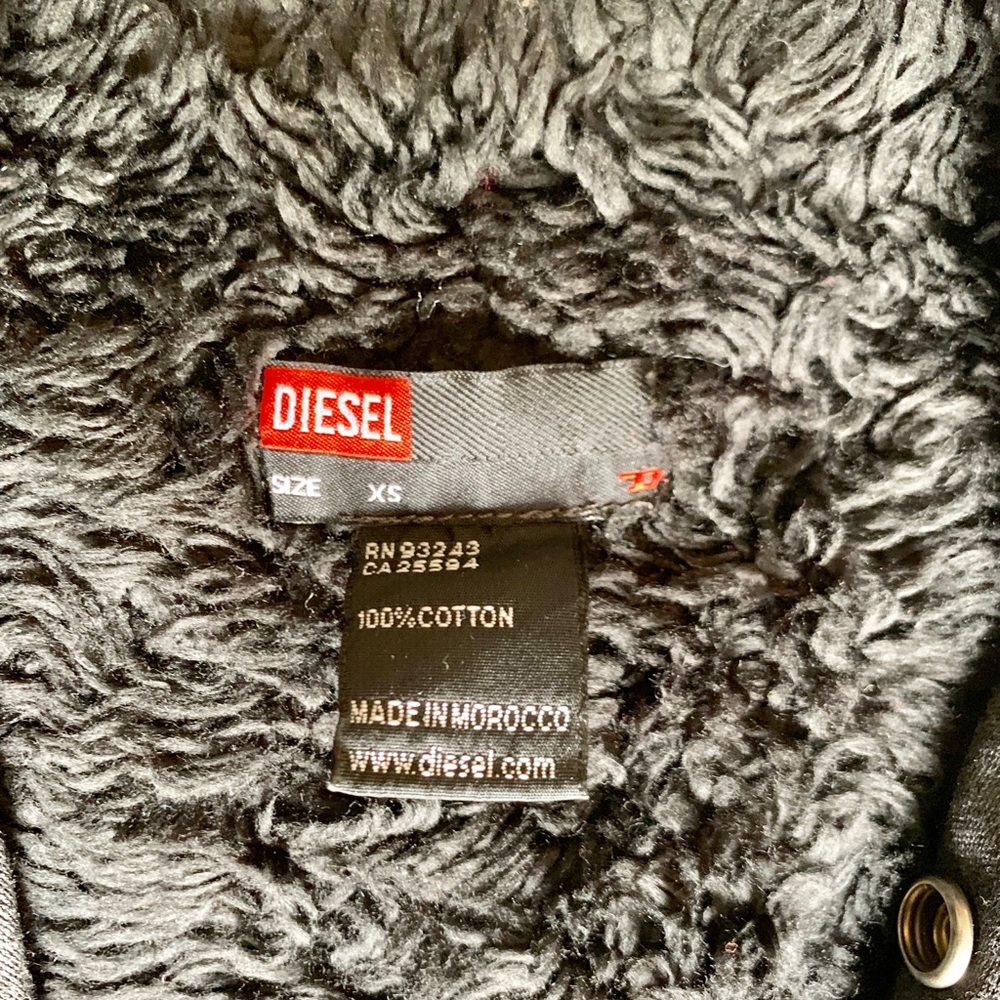 DIESEL
SIZE XS
RN 93243
CA 25594
100% COTTON
MADE IN MOROCCO
www.diesel.com